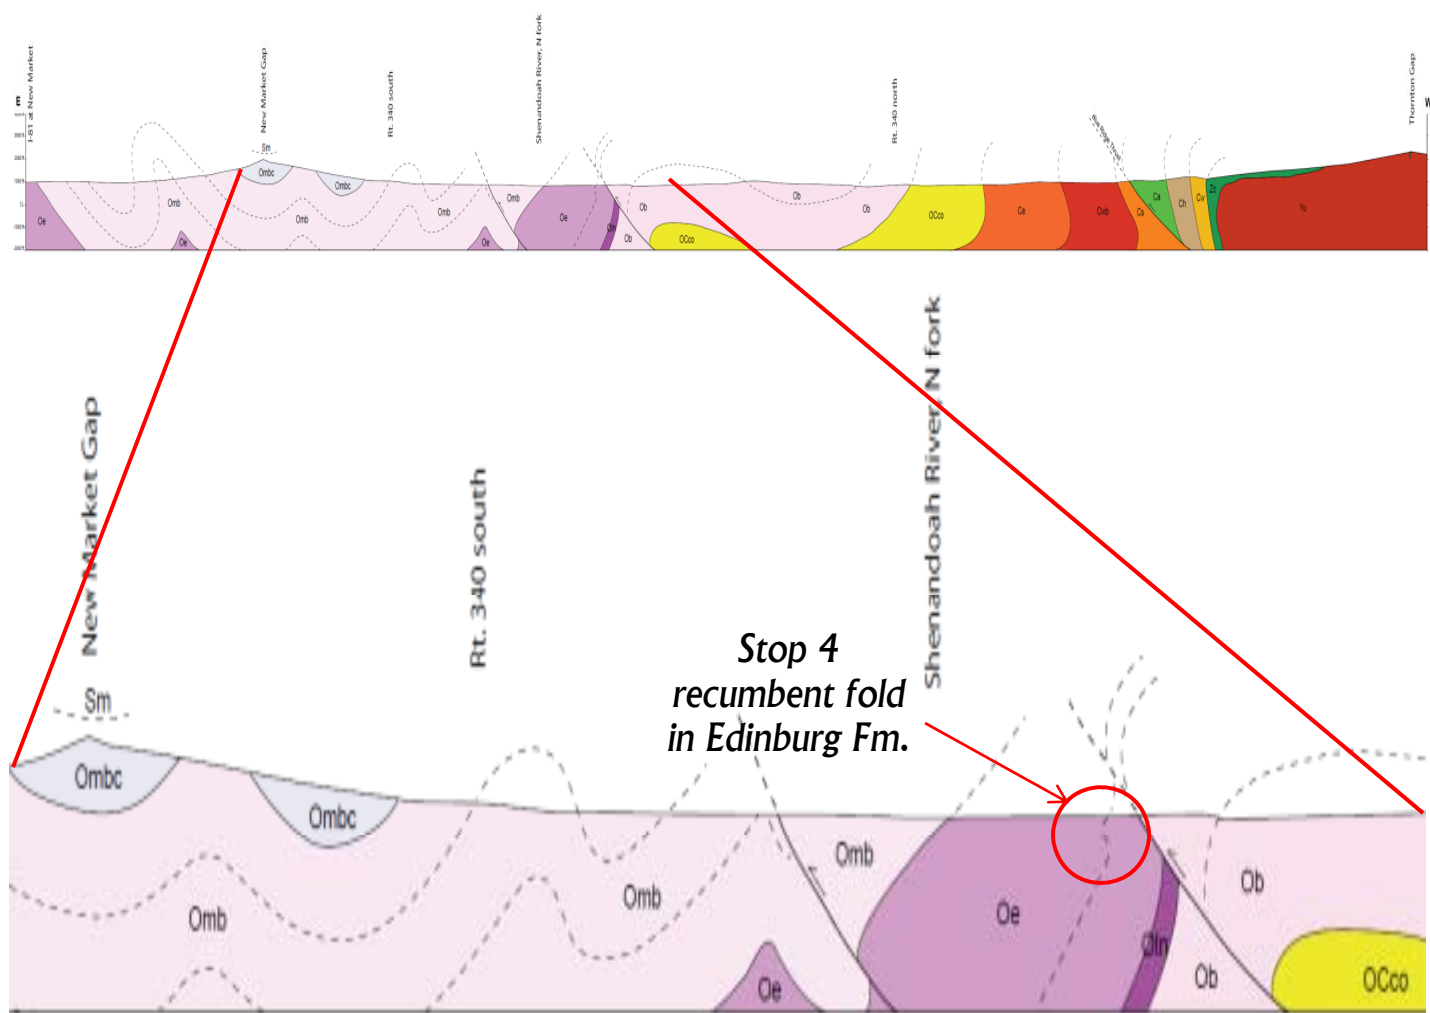 m
I-81 at New Market
New Market Gap
Rt. 340 south
Shenandoah River, N fork
Rt. 340 north
Thornton Gap
Sm
Ombc
Ombc
Omb
Omb
Omb
Omb
Oe
Oe
Oe
Oe
Ob
Ob
Ob
Ob
OCco
OCco
Ce
Cs
Ca
Ch
Cw
Zc
Yu
New Market Gap
Rt. 340 south
Shenandoah River, N fork
Stop 4
recumbent fold
in Edinburg Fm.
Sm
Ombc
Ombc
Omb
Omb
Omb
Oe
Oe
Oln
Ob
Ob
OCco